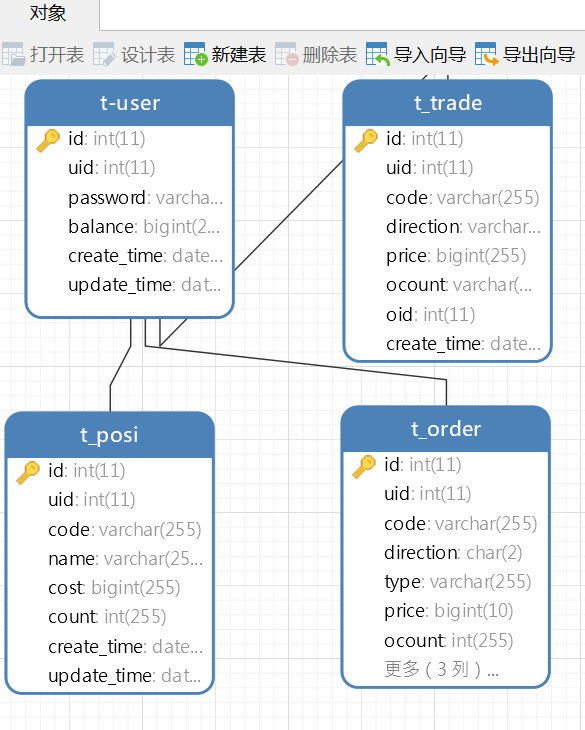 对象
打开表 设计表 新建表 删除表 导入向导 导出向导
t-user
id: int(11)
uid: int(11)
password: varcha...
balance: bigint(2...
create_time: date...
update_time: dat...
t_trade
id: int(11)
uid: int(11)
code: varchar(255)
direction: varchar...
price: bigint(255)
ocount: varchar(...
oid: int(11)
create_time: date...
t_posi
id: int(11)
uid: int(11)
code: varchar(255)
name: varchar(25...
cost: bigint(255)
count: int(255)
create_time: date...
update_time: dat...
t_order
id: int(11)
uid: int(11)
code: varchar(255)
direction: char(2)
type: varchar(255)
price: bigint(10)
ocount: int(255)
更多 ( 3 列 ) ...